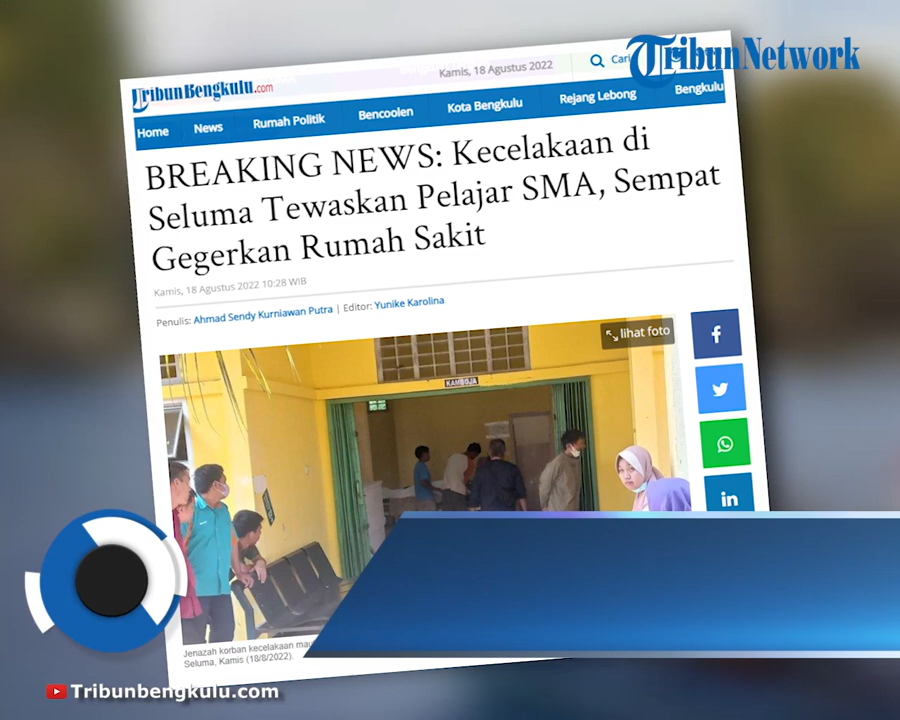 TribunNetwork
TribunBengkulu.com
Kamis, 18 Agustus 2022
Cari
Home News Rumah Politik Bencoolen Kota Bengkulu Rejang Lebong Bengkulu
BREAKING NEWS: Kecelakaan di
Seluma Tewaskan Pelajar SMA, Sempat
Gegerkan Rumah Sakit
Kamis, 18 Agustus 2022 10:28 WIB
Penulis: Ahmad Sendy Kurniawan Putra | Editor: Yunike Karolina
lihat foto
KAMBOJA
Jenazah korban kecelakaan mau
Seluma, Kamis (18/8/2022).
Tribunbengkulu.com